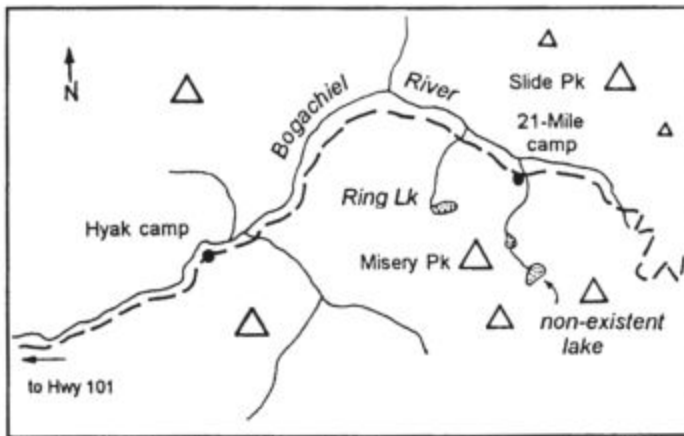 N
Bogachiel
River
Slide Pk
21-Mile
camp
Ring Lk
Hyak camp
Misery Pk
non-existent
lake
to Hwy 101